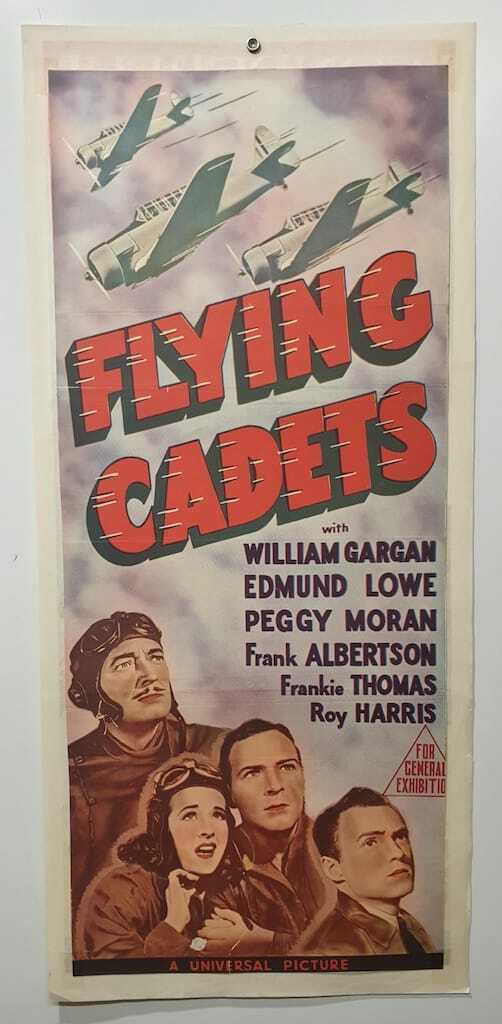 FLYING
CADETS
with
WILLIAM GARGAN
EDMUND LOWE
PEGGY MORAN
Frank ALBERTSON
Frankie THOMAS
Roy HARRIS
FOR
GENERAL
EXHIBITIO
A UNIVERSAL PICTURE